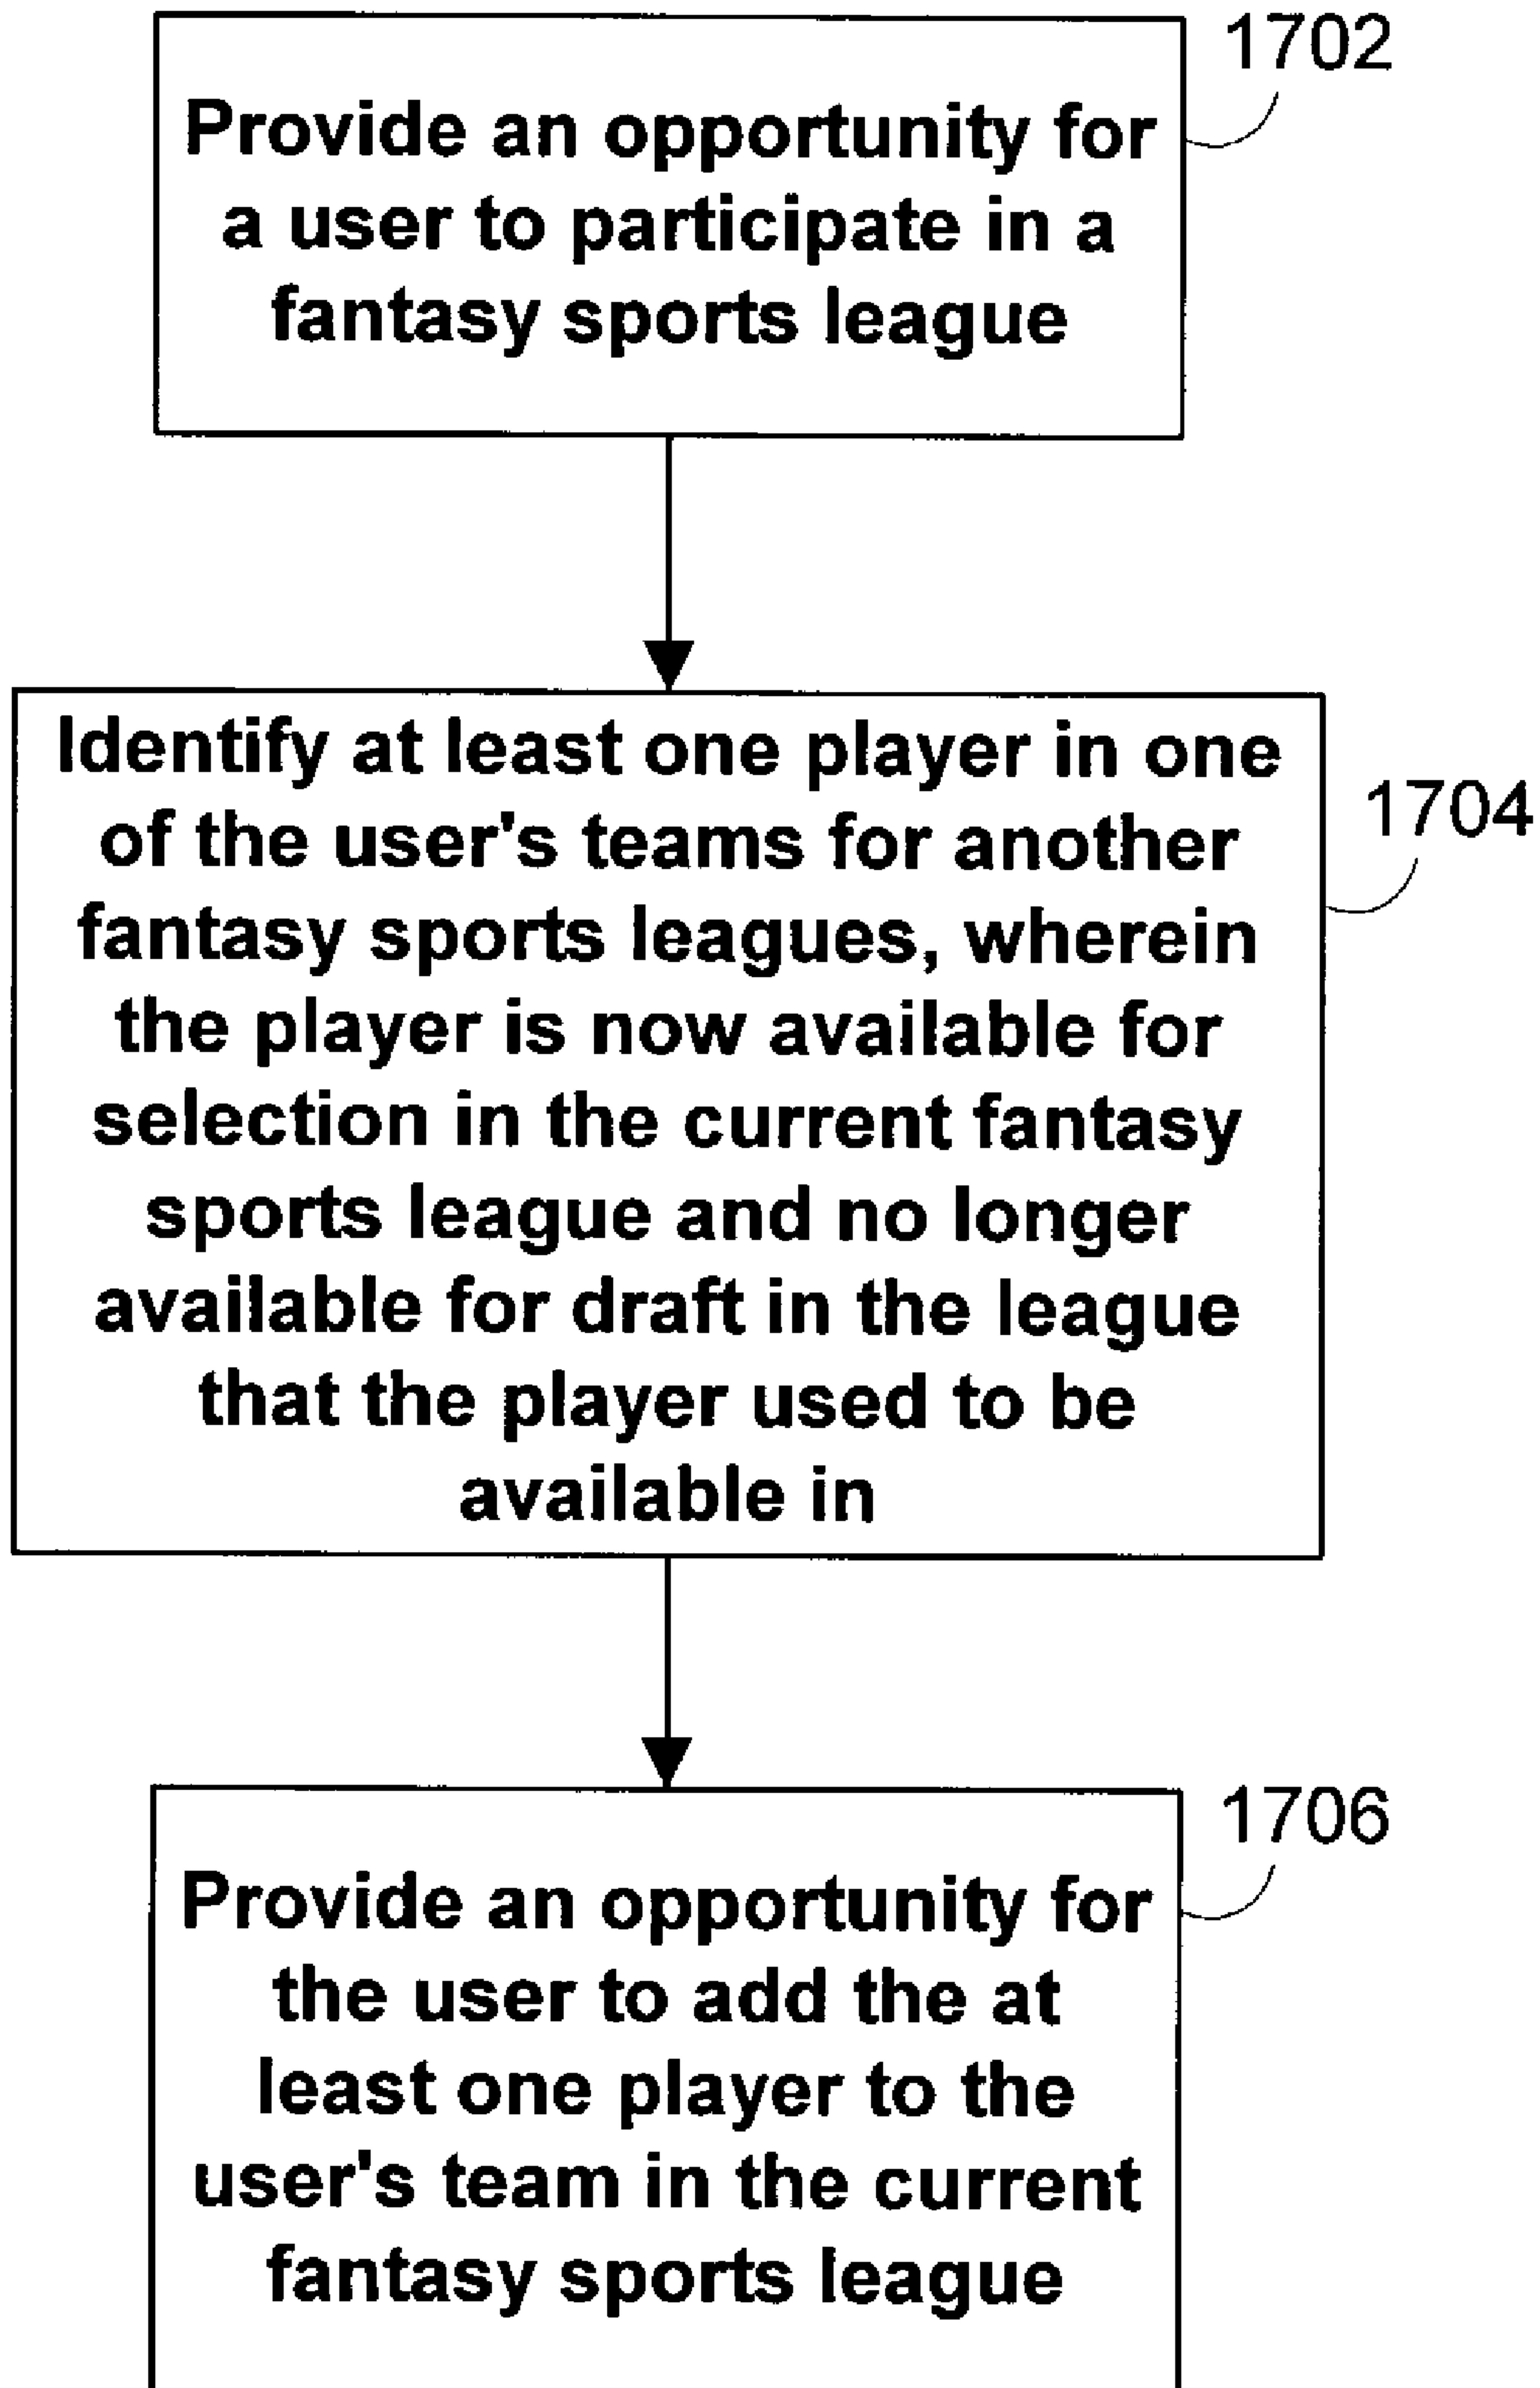 1702
Provide an opportunity for
a user to participate in a
fantasy sports league
Identify at least one player in one
of the user's teams for another
fantasy sports leagues, wherein
the player is now available for
selection in the current fantasy
sports league and no longer
available for draft in the league
that the player used to be
available in
1704
1706
Provide an opportunity for
the user to add the at
least one player to the
user's team in the current
fantasy sports league